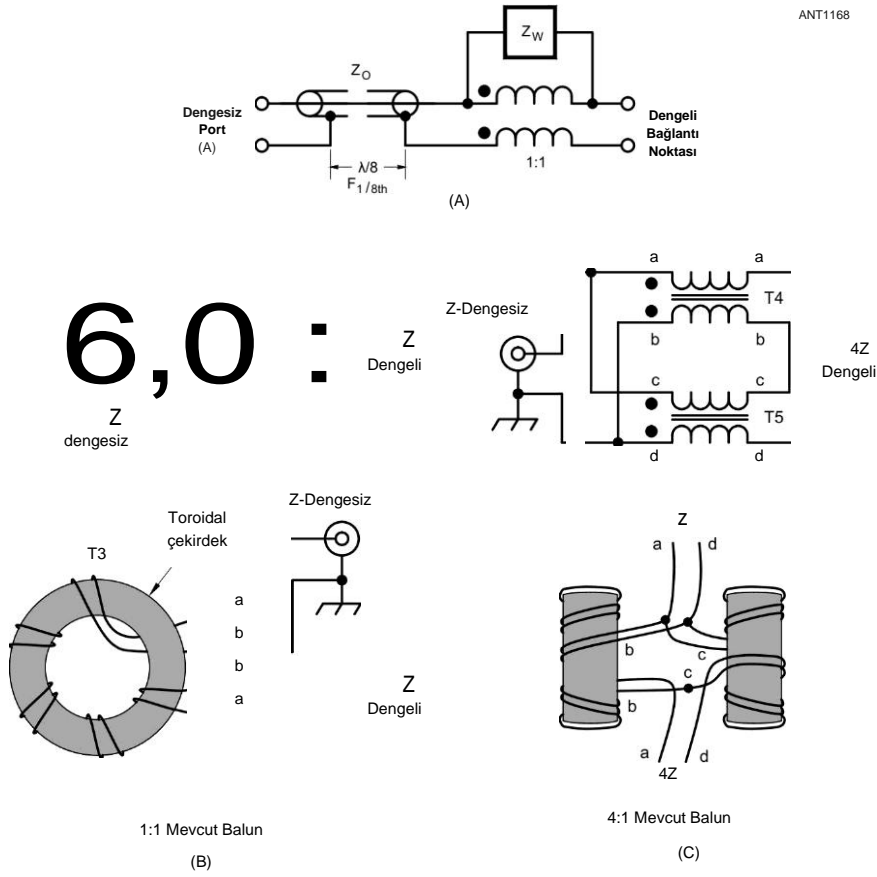 ANT1168
Z_W
Z_O
Dengesiz
Port
(A)
Dengeli
Bağlantı
Noktası
λ/8
F_1/8th
1:1
(A)
6,0 :
Z
Dengeli
Z
dengesiz
Z-Dengesiz
a a
T4
b b
c c
T5
d d
4Z
Dengeli
Toroidal
çekirdek
T3
a
b
b
a
Z-Dengesiz
Z
Dengeli
1:1 Mevcut Balun
(B)
Z
a d
b c
c
b
a d
4Z
4:1 Mevcut Balun
(C)